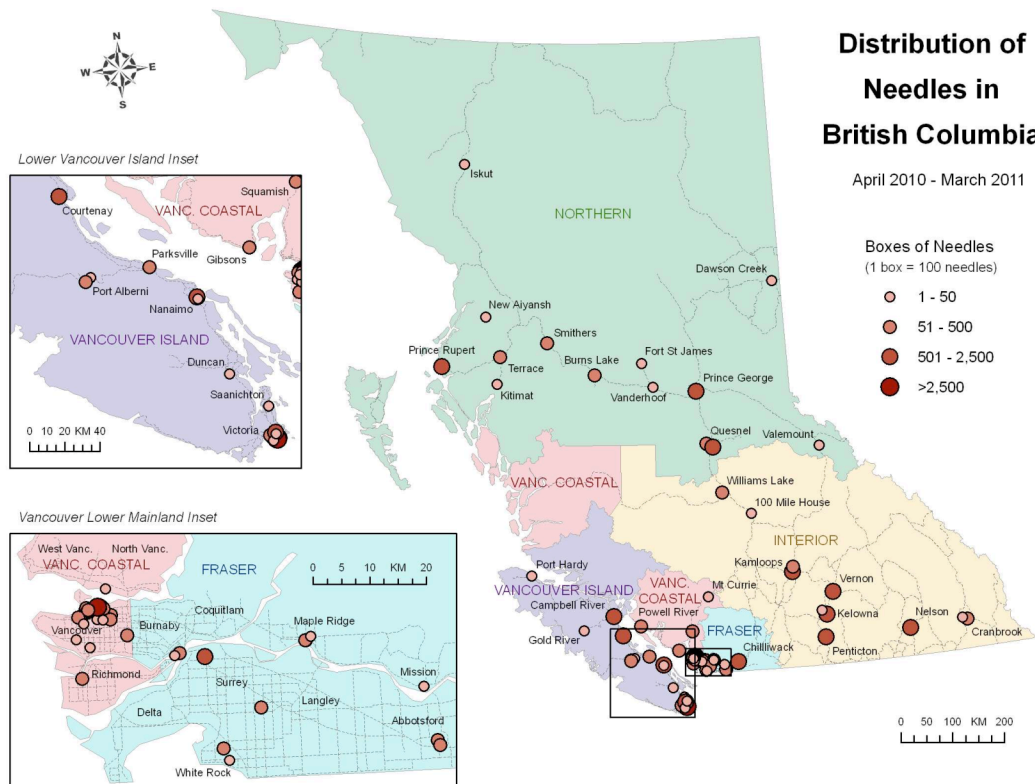 Distribution of
Needles in
British Columbia
April 2010 - March 2011
Boxes of Needles
(1 box = 100 needles)
1 - 50
51 - 500
501 - 2,500
>2,500
N
W E
S
Lower Vancouver Island Inset
Squamish
Courtenay
VANC. COASTAL
Parksville
Gibsons
Port Alberni
Nanaimo
VANCOUVER ISLAND
Duncan
Saanichton
Victoria
0 10 20 KM 40
Vancouver Lower Mainland Inset
West Vanc. North Vanc.
VANC. COASTAL
FRASER
0 10 KM 20
Coquitlam
Maple Ridge
Vancouver
Burnaby
Richmond
Mission
Surrey
Langley
Delta
Abbotsford
White Rock
Iskut
NORTHERN
Dawson Creek
New Aiyansh
Smithers
Prince Rupert
Terrace
Burns Lake
Fort St James
Kitimat
Vanderhoof
Prince George
Quesnel
Valemount
VANC. COASTAL
Williams Lake
100 Mile House
INTERIOR
Port Hardy
Kamloops
VANCOUVER ISLAND
VANC.
COASTAL
Mt Currie
Vernon
Campbell River
Powell River
Kelowna
Nelson
Gold River
FRASER
Cranbrook
Chilliwack
Penticton
0 50 100 KM 200